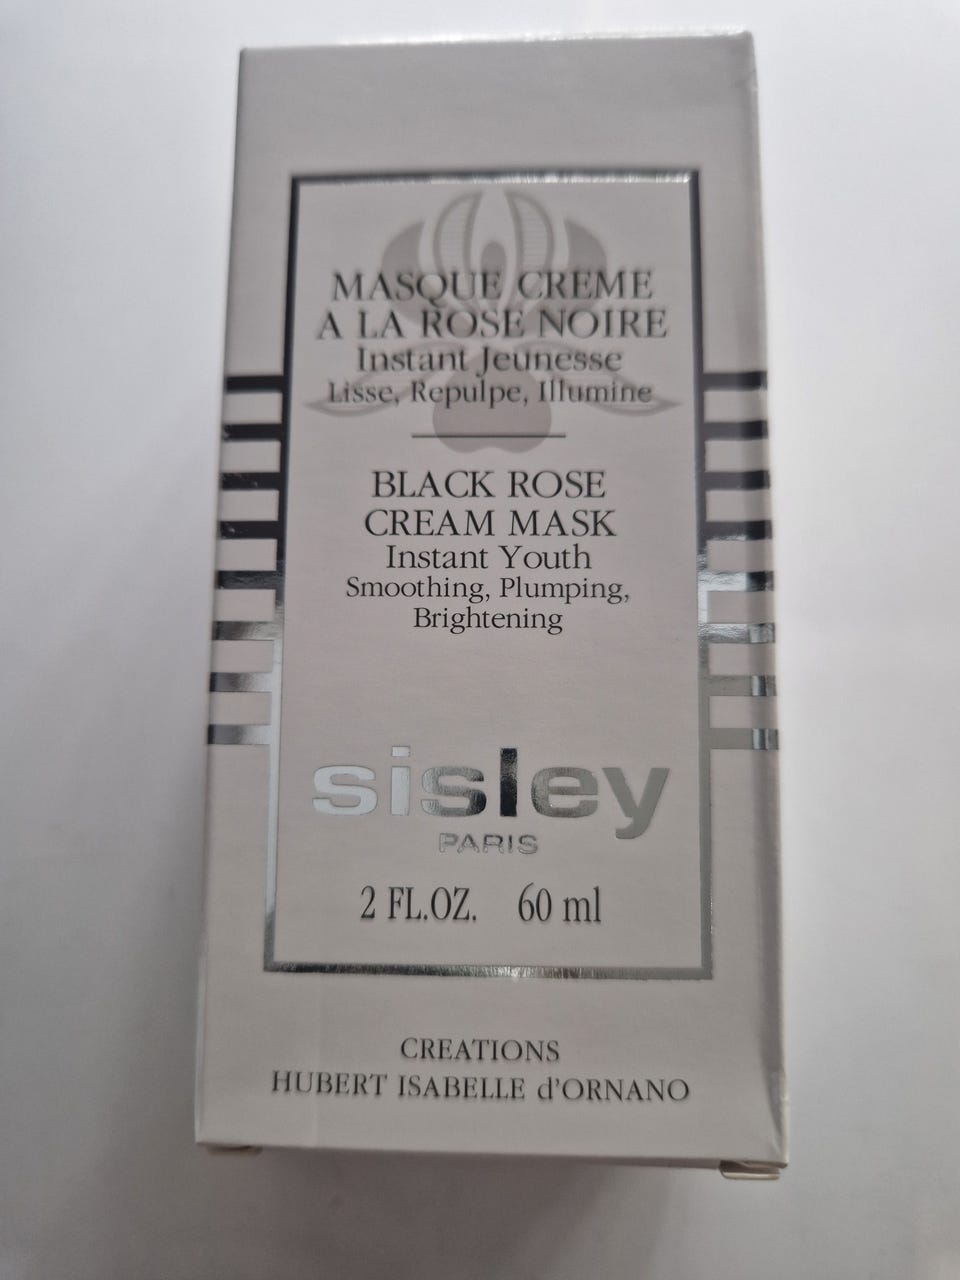 MASQUE CREME
A LA ROSE NOIRE
Instant Jeunesse
Lisse, Repulpe, Illumine
BLACK ROSE
CREAM MASK
Instant Youth
Smoothing, Plumping,
Brightening
sisley
PARIS
2 FL.OZ. 60 ml
CREATIONS
HUBERT ISABELLE d'ORNANO